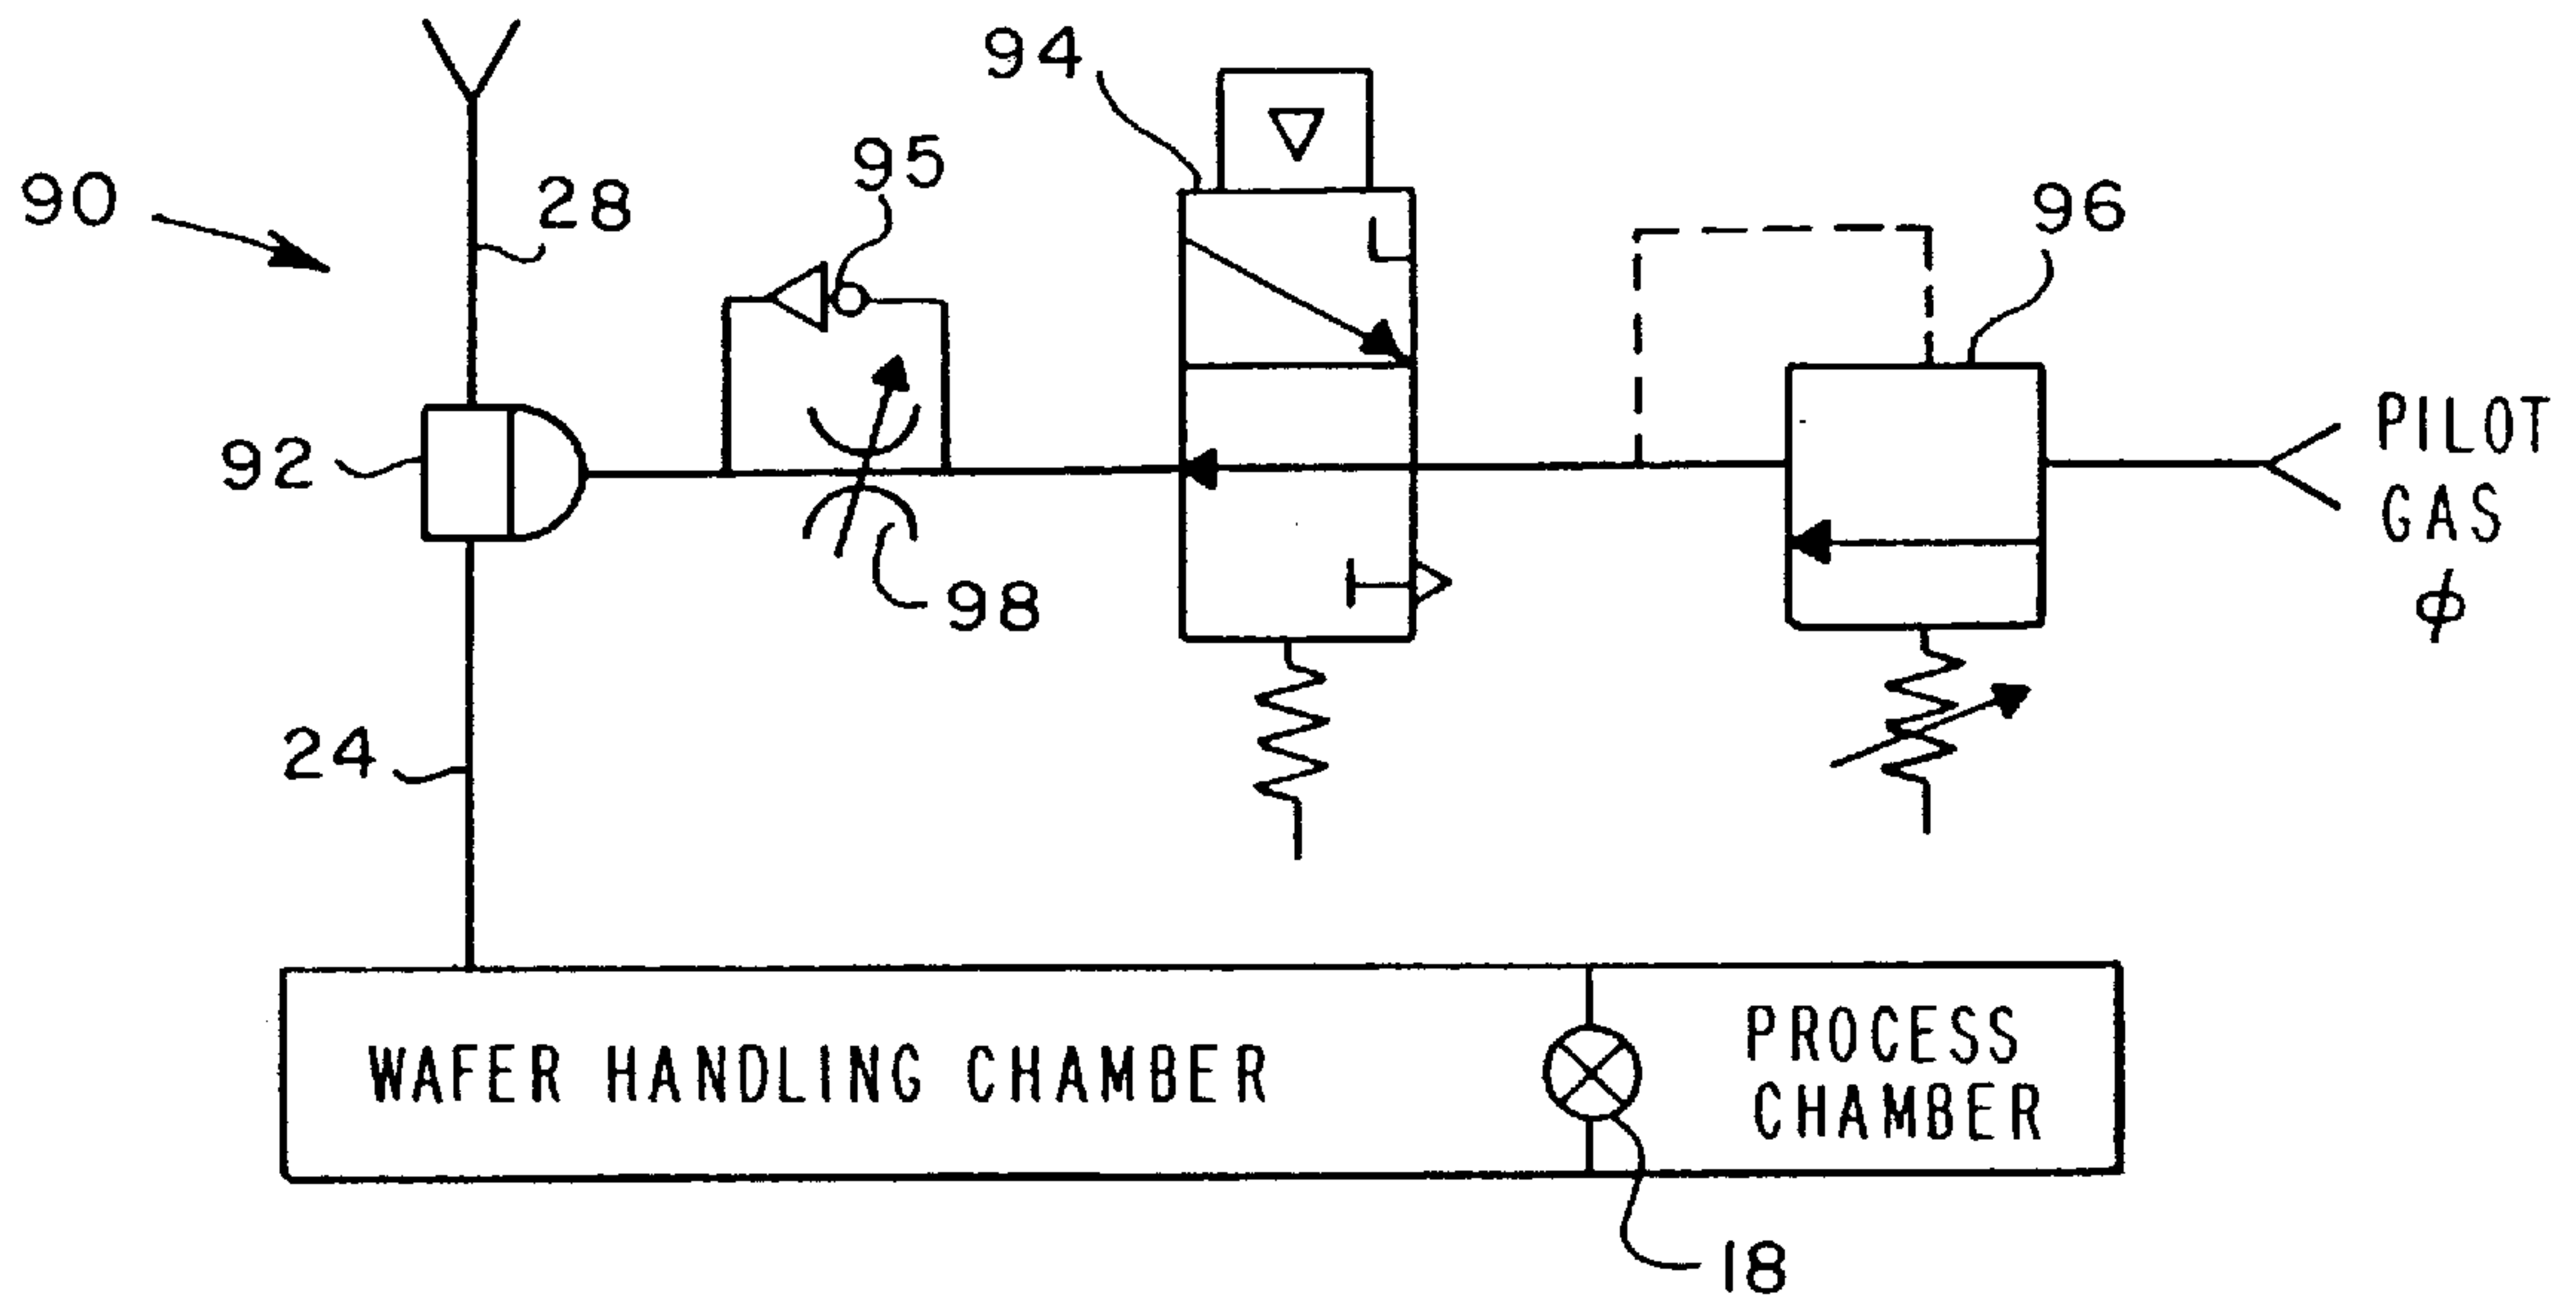 94
95
90
28
96
PILOT
GAS
ϕ
92
98
24
WAFER HANDLING CHAMBER
PROCESS
CHAMBER
18